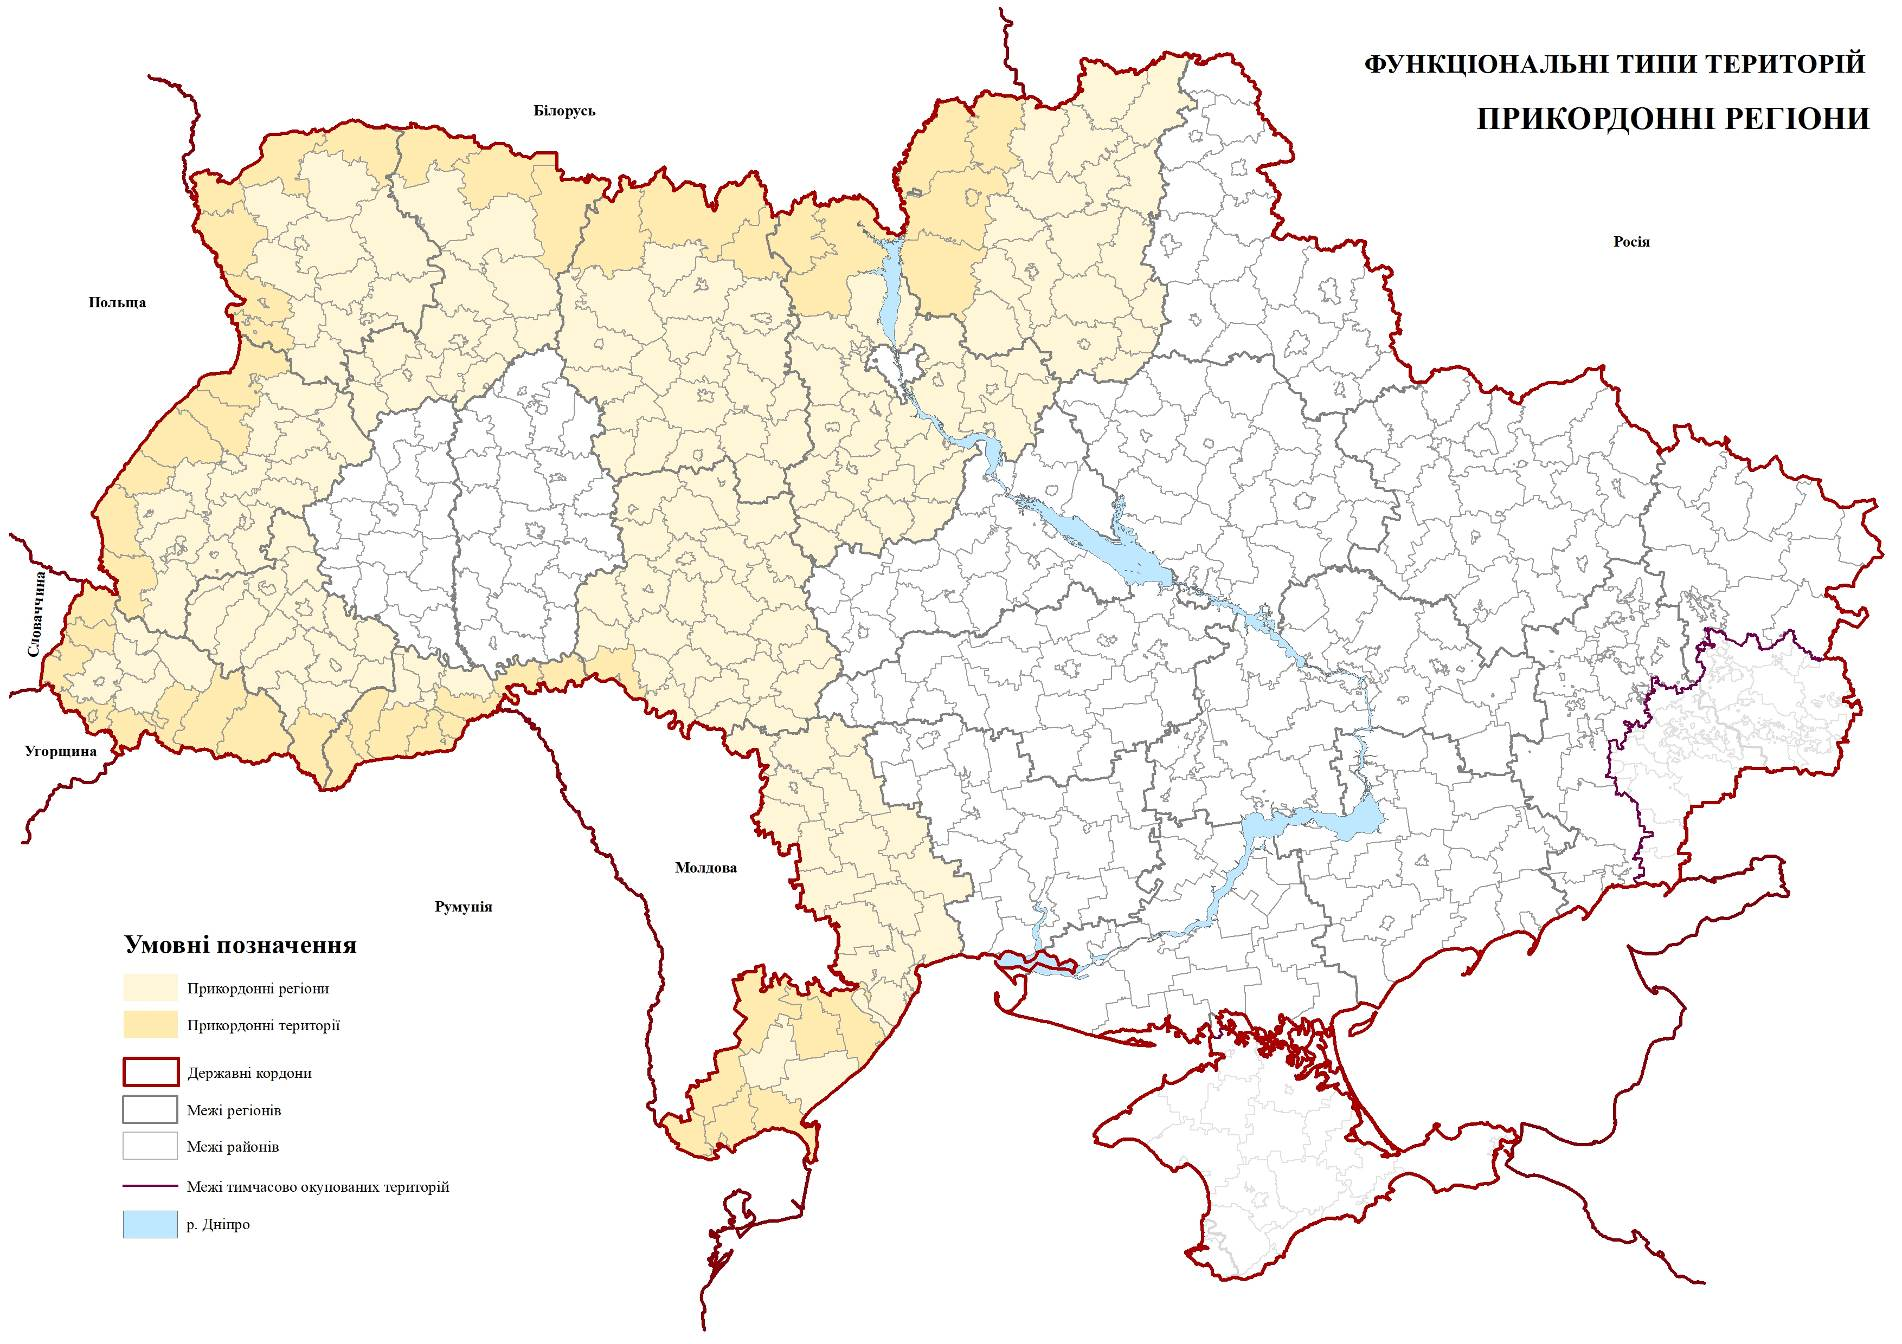 ФУНКЦІОНАЛЬНІ ТИПИ ТЕРИТОРІЙ
ПРИКОРДОННІ РЕГІОНИ
Білорусь
Росія
Польща
Словаччина
Угорщина
Молдова
Румунія
Умовні позначення
Прикордонні регіони
Прикордонні території
Державні кордони
Межі регіонів
Межі районів
Межі тимчасово окупованих територій
р. Дніпро